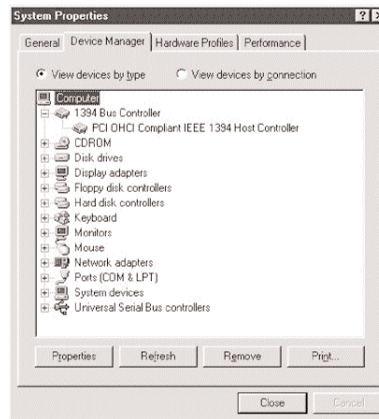 System Properties
General Device Manager Hardware Profiles Performance
View devices by type View devices by connection
Computer
1394 Bus Controller
PCI OHCI Compliant IEEE 1394 Host Controller
CDROM
Disk drives
Display adapters
Floppy disk controllers
Hard disk controllers
Keyboard
Monitors
Mouse
Network adapters
Ports (COM & LPT)
System devices
Universal Serial Bus controllers
Properties Refresh Remove Print...
Close Cancel